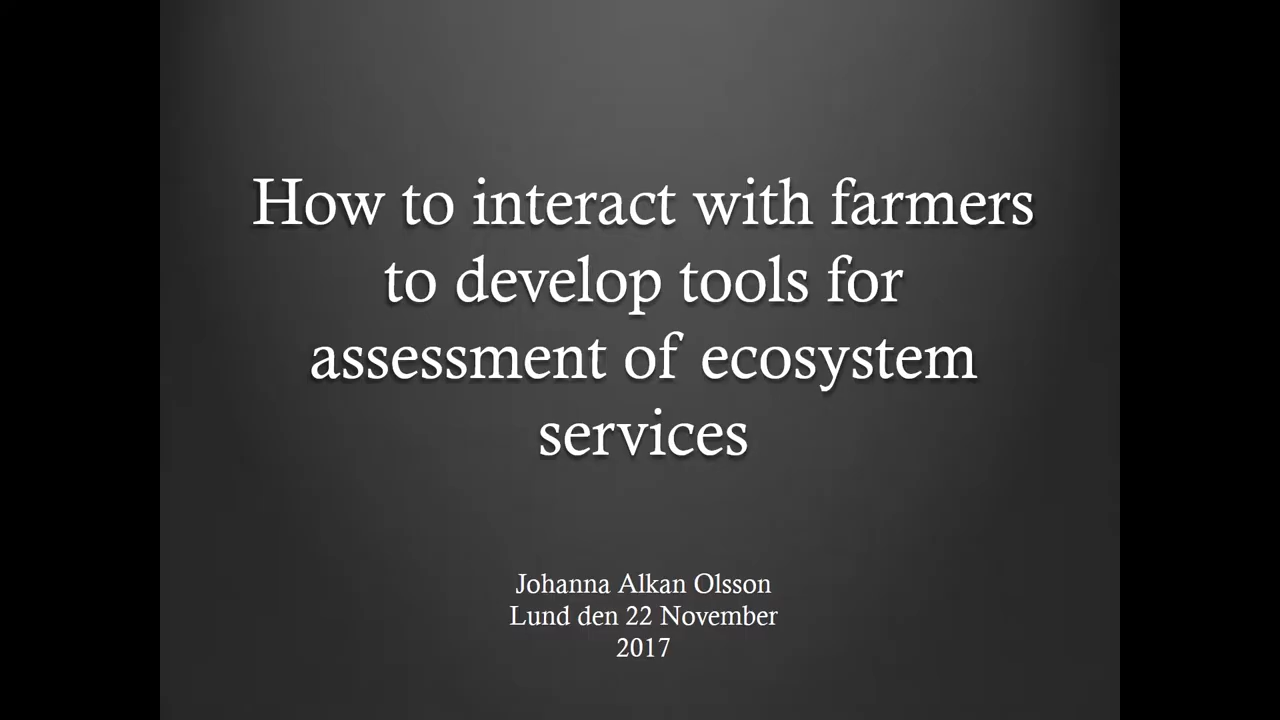 How to interact with farmers
to develop tools for
assessment of ecosystem
services
Johanna Alkan Olsson
Lund den 22 November
2017